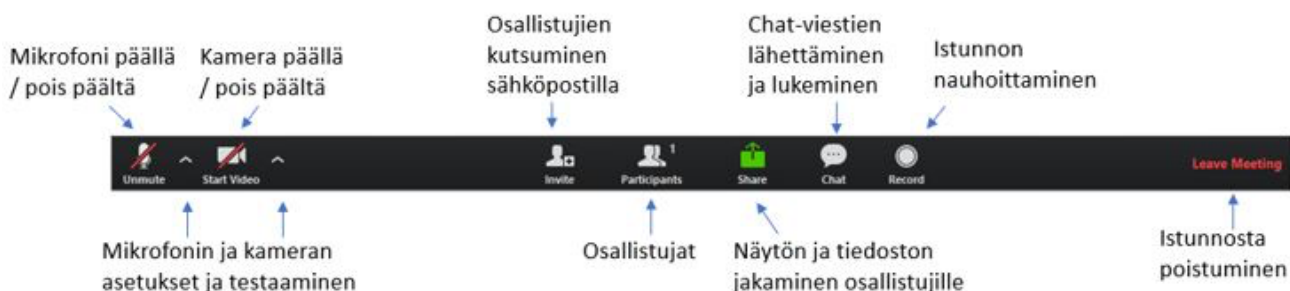 Mikrofoni päällä
/ pois päältä
Kamera päällä
/ pois päältä
Osallistujien
kutsuminen
sähköpostilla
Chat-viestien
lähettäminen
ja lukeminen
Istunnon
nauhoittaminen
Unmute
Start Video
Invite
1
Participants
Share
Chat
Record
Leave Meeting
Mikrofonin ja kameran
asetukset ja testaaminen
Osallistujat
Näytön ja tiedoston
jakaminen osallistujille
Istunnosta
poistuminen